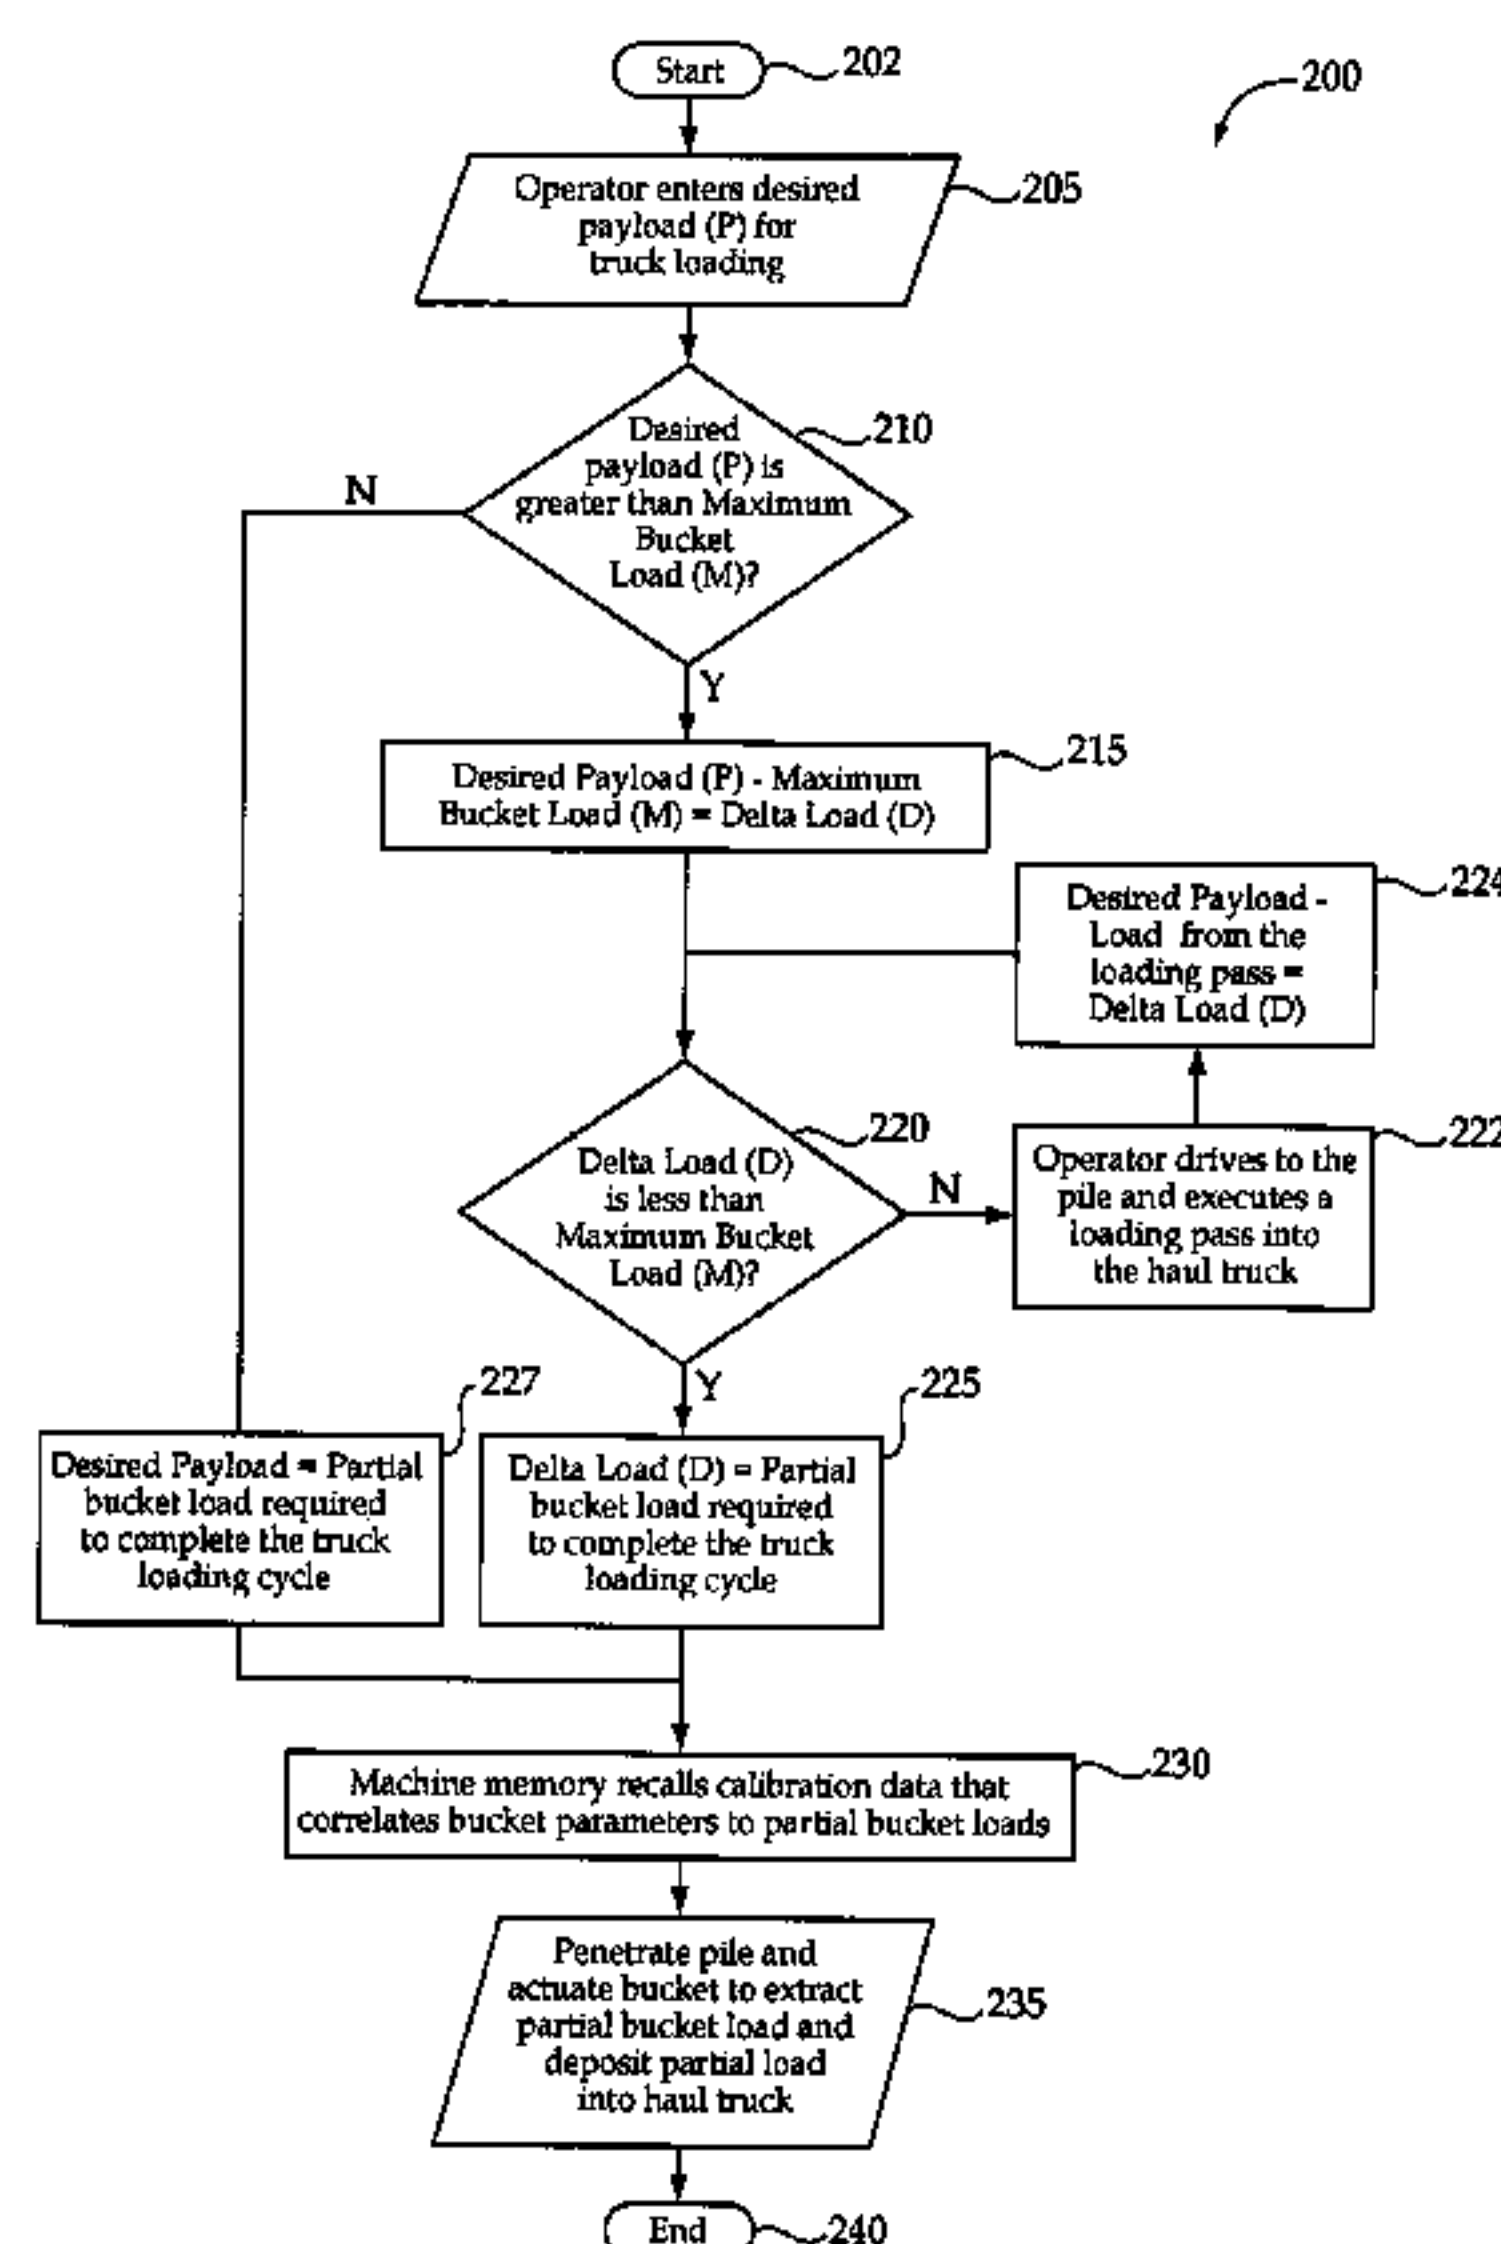 Start
202
200
Operator enters desired
payload (P) for
truck loading
205
Desired
payload (P) is
greater than Maximum
Bucket
Load (M)?
210
N
Y
Desired Payload (P) - Maximum
Bucket Load (M) = Delta Load (D)
215
Desired Payload -
Load from the
loading pass =
Delta Load (D)
224
Delta Load (D)
is less than
Maximum Bucket
Load (M)?
220
N
Operator drives to the
pile and executes a
loading pass into
the haul truck
222
Y
227
225
Desired Payload = Partial
bucket load required
to complete the truck
loading cycle
Delta Load (D) = Partial
bucket load required
to complete the truck
loading cycle
Machine memory recalls calibration data that
correlates bucket parameters to partial bucket loads
230
Penetrate pile and
actuate bucket to extract
partial bucket load and
deposit partial load
into haul truck
235
End
240